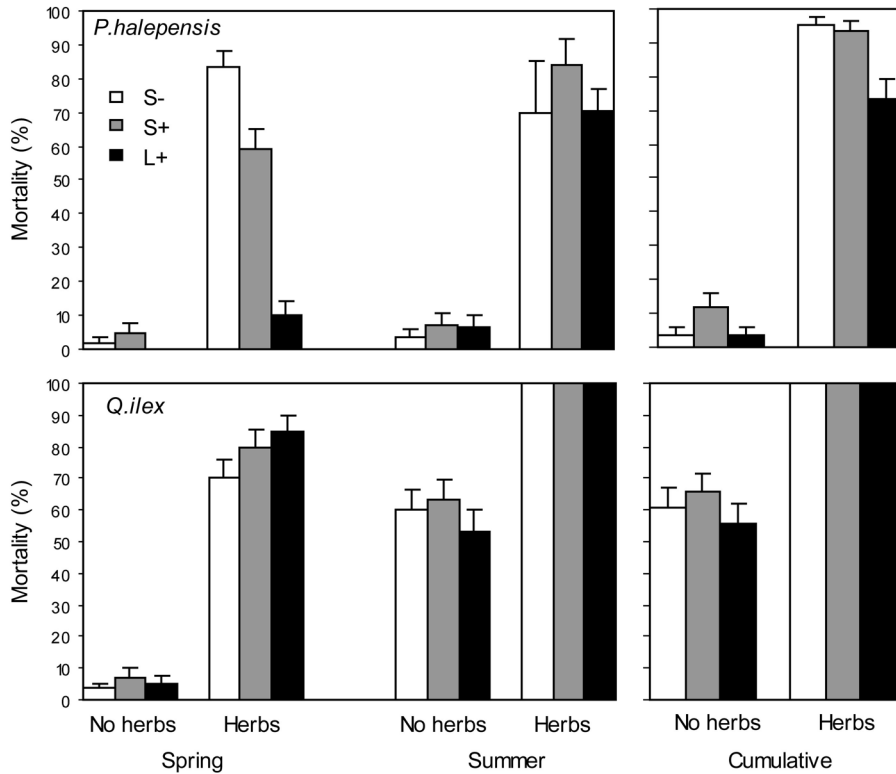 P.halepensis
100
90
80
70
60
50
40
30
20
10
0
Mortality (%)
S-
S+
L+
Q.ilex
100
90
80
70
60
50
40
30
20
10
0
Mortality (%)
No herbs Herbs No herbs Herbs No herbs Herbs
Spring Summer Cumulative